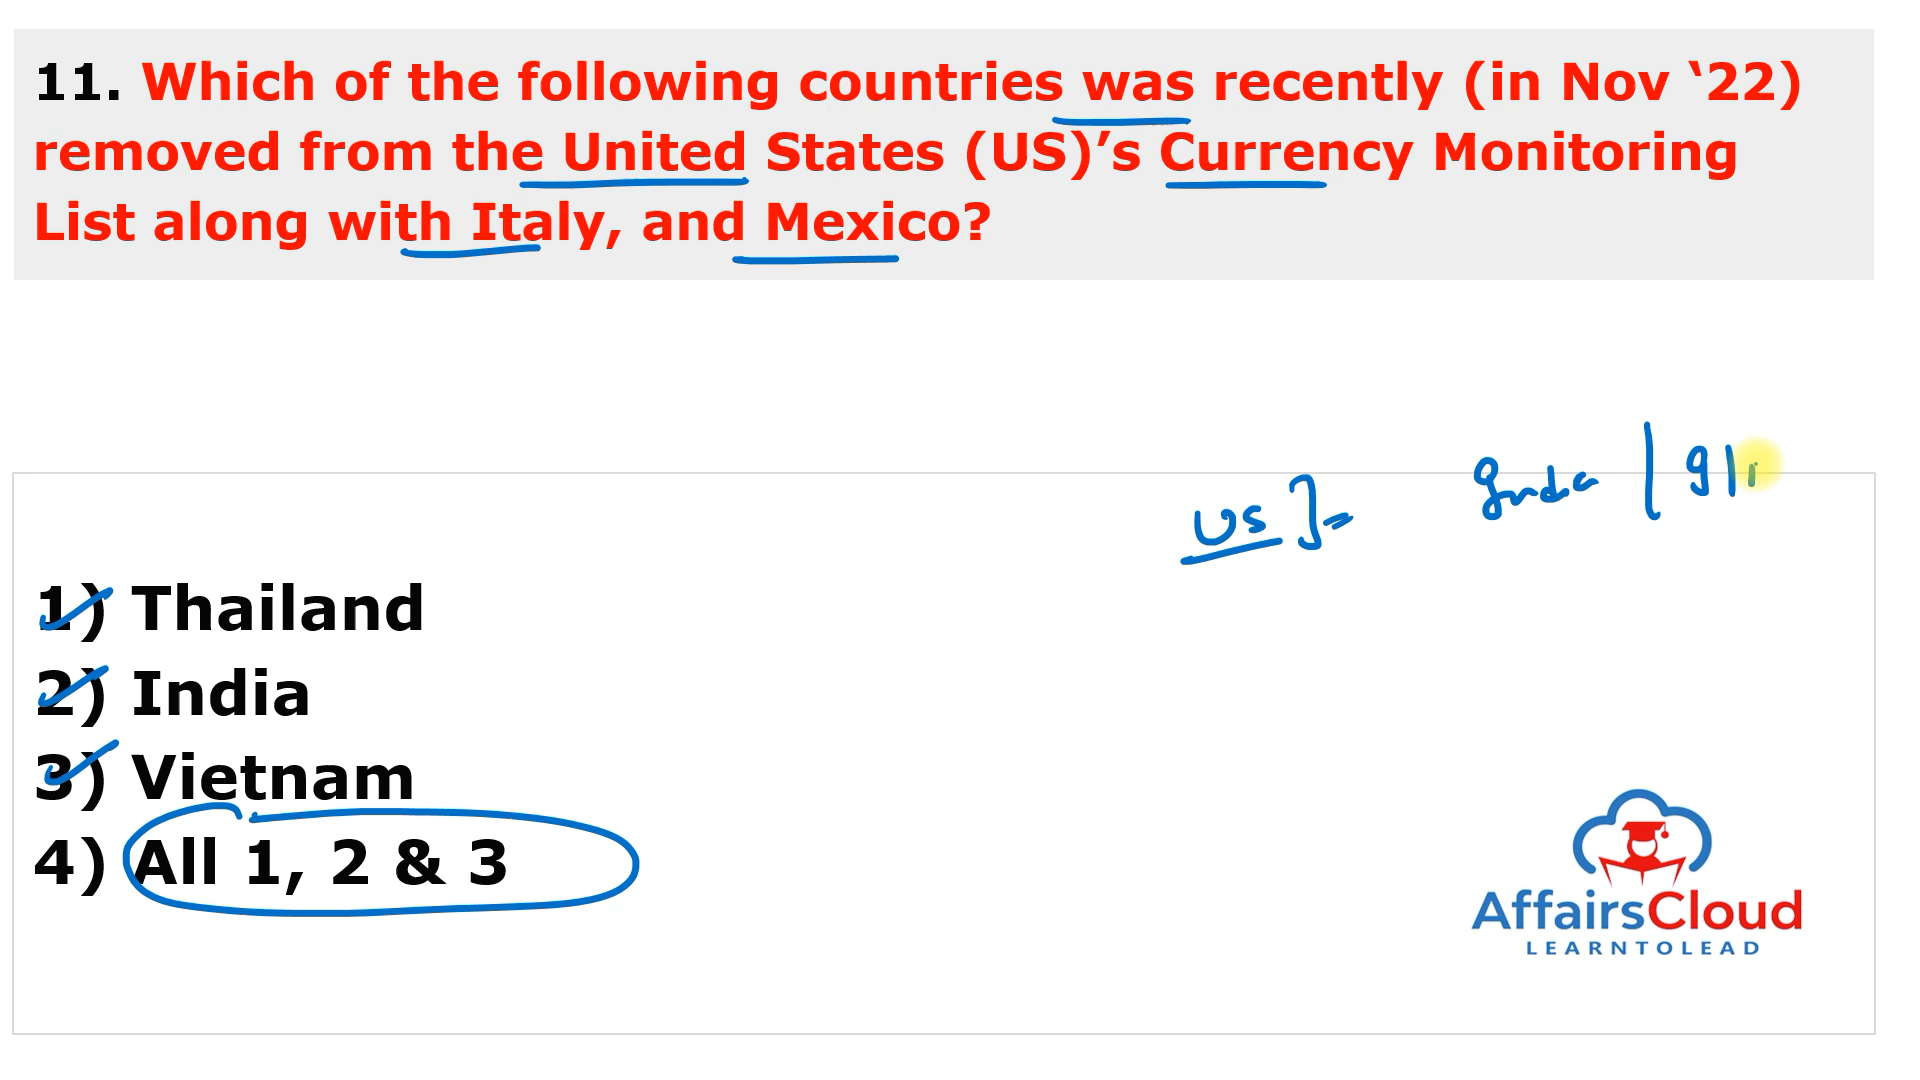 11. Which of the following countries was recently (in Nov ‘22)
removed from the United States (US)’s Currency Monitoring
List along with Italy, and Mexico?
US
India
1) Thailand
2) India
3) Vietnam
4) All 1, 2 & 3
AffairsCloud
LEARNTOLEAD